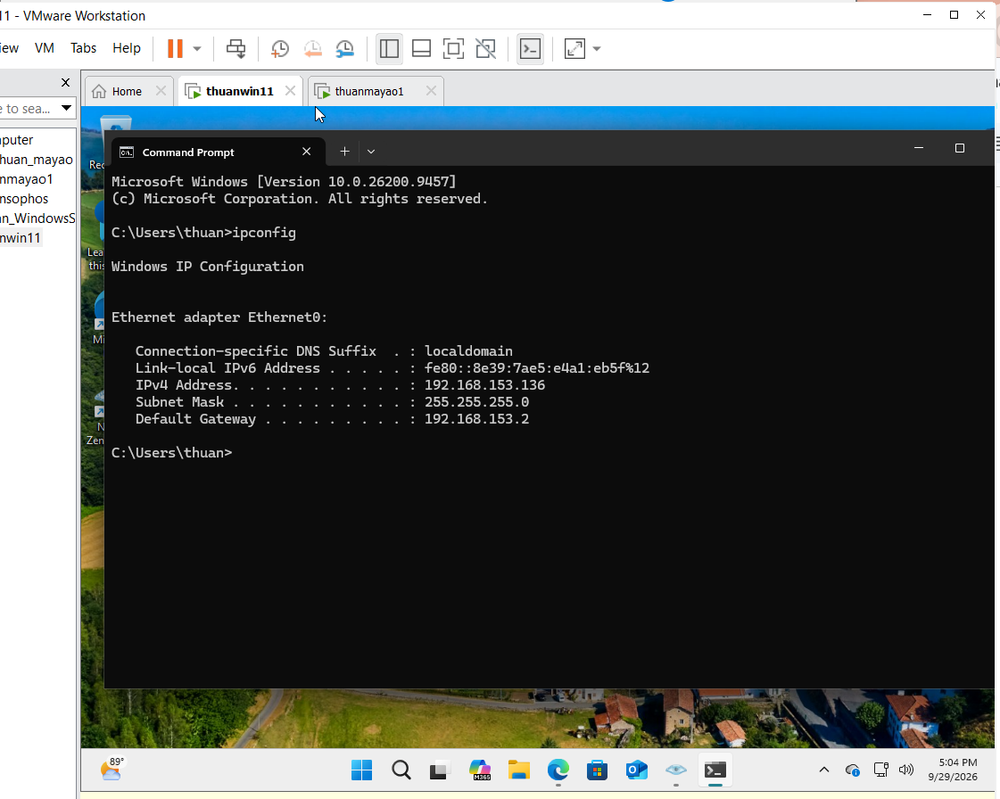 11 - VMware Workstation
iew VM Tabs Help
Home thuanwin11 thuanmayao1
e to sea...
puter
huan_mayao
nmayao1
nsophos
an_WindowsS
nwin11
Rec
Command Prompt
Microsoft Windows [Version 10.0.26200.9457]
(c) Microsoft Corporation. All rights reserved.
C:\Users\thuan>ipconfig
Lea
this
Windows IP Configuration
Ethernet adapter Ethernet0:
Mi
Connection-specific DNS Suffix . : localdomain
Link-local IPv6 Address . . . . . : fe80::8e39:7ae5:e4a1:eb5f%12
IPv4 Address. . . . . . . . . . . : 192.168.153.136
Subnet Mask . . . . . . . . . . . : 255.255.255.0
Default Gateway . . . . . . . . . : 192.168.153.2
N
Zen
C:\Users\thuan>
89°
M365
5:04 PM
9/29/2026